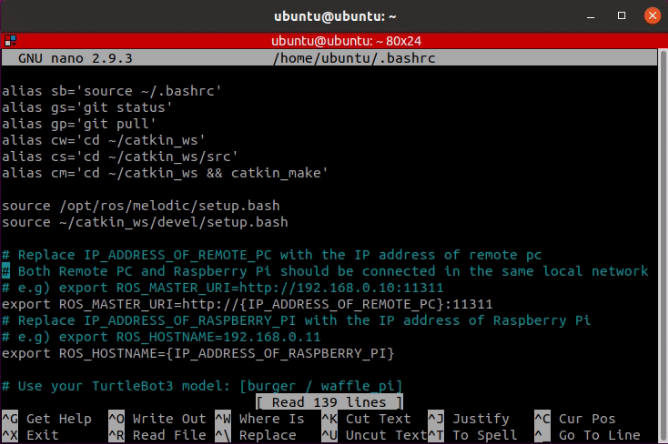 ubuntu@ubuntu: ~
ubuntu@ubuntu: ~ 80x24
GNU nano 2.9.3 /home/ubuntu/.bashrc
alias sb='source ~/.bashrc'
alias gs='git status'
alias gp='git pull'
alias cw='cd ~/catkin_ws'
alias cs='cd ~/catkin_ws/src'
alias cm='cd ~/catkin_ws && catkin_make'
source /opt/ros/melodic/setup.bash
source ~/catkin_ws/devel/setup.bash
# Replace IP_ADDRESS_OF_REMOTE_PC with the IP address of remote pc
# Both Remote PC and Raspberry Pi should be connected in the same local network
# e.g) export ROS_MASTER_URI=http://192.168.0.10:11311
export ROS_MASTER_URI=http://{IP_ADDRESS_OF_REMOTE_PC}:11311
# Replace IP_ADDRESS_OF_RASPBERRY_PI with the IP address of Raspberry Pi
# e.g) export ROS_HOSTNAME=192.168.0.11
export ROS_HOSTNAME={IP_ADDRESS_OF_RASPBERRY_PI}
# Use your TurtleBot3 model: [burger / waffle_pi]
[ Read 139 lines ]
^G Get Help ^O Write Out ^W Where Is ^K Cut Text ^J Justify ^C Cur Pos
^X Exit ^R Read File ^\ Replace ^U Uncut Text ^T To Spell ^_ Go To Line